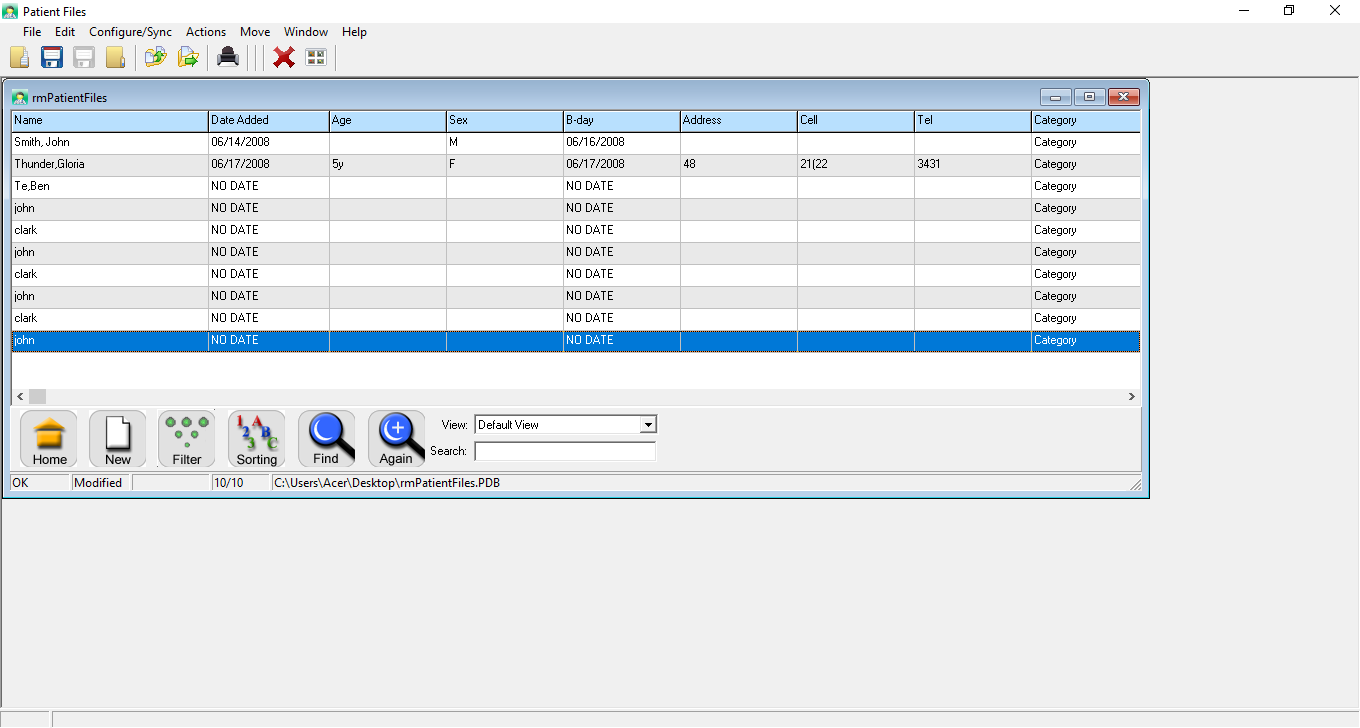 Patient Files
File Edit Configure/Sync Actions Move Window Help
rmPatientFiles
Name Date Added Age Sex B-day Address Cell Tel Category
Smith, John 06/14/2008 M 06/16/2008 Category
Thunder,Gloria 06/17/2008 5y F 06/17/2008 48 21(22 3431 Category
Te,Ben NO DATE NO DATE Category
john NO DATE NO DATE Category
clark NO DATE NO DATE Category
john NO DATE NO DATE Category
clark NO DATE NO DATE Category
john NO DATE NO DATE Category
clark NO DATE NO DATE Category
john NO DATE NO DATE Category
Home New Filter 1 2 3 A B C Sorting Find Again
View: Default View
Search:
OK Modified 10/10 C:\Users\Acer\Desktop\rmPatientFiles.PDB